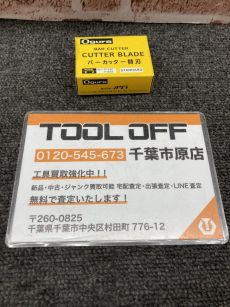 Ogura
BAR CUTTER
CUTTER BLADE
バーカッター替刃
STANDARD
TOOL OFF
0120-545-673 千葉市原店
工具買取強化中！！
新品・中古・ジャンク買取可能 宅配査定・出張査定・LINE査定
無料で査定いたします！
〒260-0825
千葉県千葉市中央区村田町 776-12